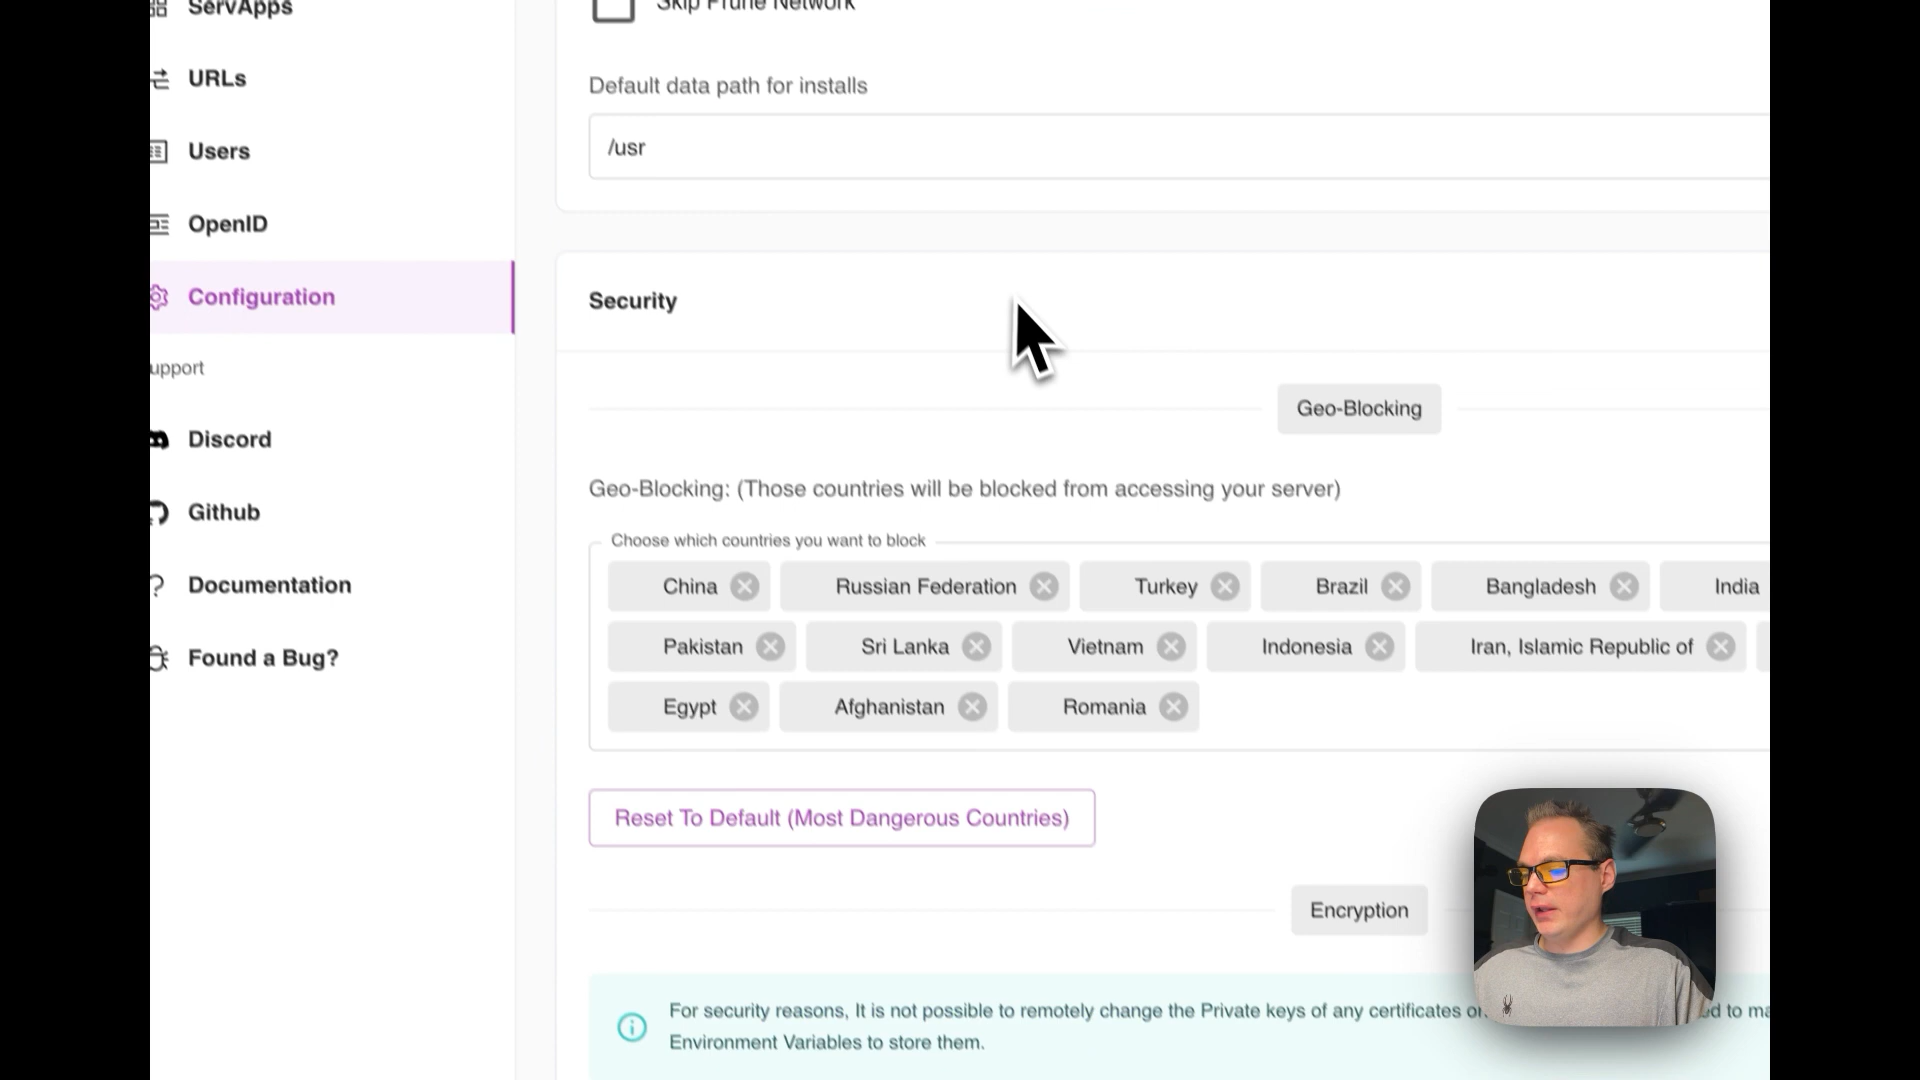 ServApps
URLs
Users
OpenID
Configuration
upport
Discord
Github
Documentation
Found a Bug?
Skip Prune Network
Default data path for installs
/usr
Security
Geo-Blocking
Geo-Blocking: (Those countries will be blocked from accessing your server)
Choose which countries you want to block
China Russian Federation Turkey Brazil Bangladesh India
Pakistan Sri Lanka Vietnam Indonesia Iran, Islamic Republic of
Egypt Afghanistan Romania
Reset To Default (Most Dangerous Countries)
Encryption
For security reasons, It is not possible to remotely change the Private keys of any certificates to
Environment Variables to store them.